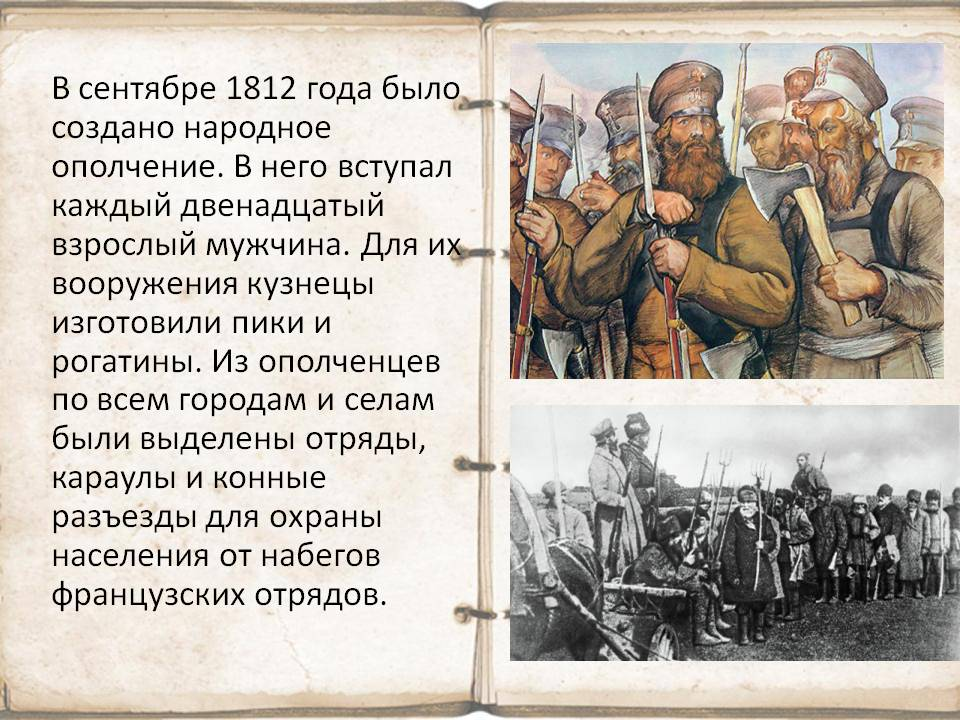 В сентябре 1812 года было
создано народное
ополчение. В него вступал
каждый двенадцатый
взрослый мужчина. Для их
вооружения кузнецы
изготовили пики и
рогатины. Из ополченцев
по всем городам и селам
были выделены отряды,
караулы и конные
разъезды для охраны
населения от набегов
французских отрядов.